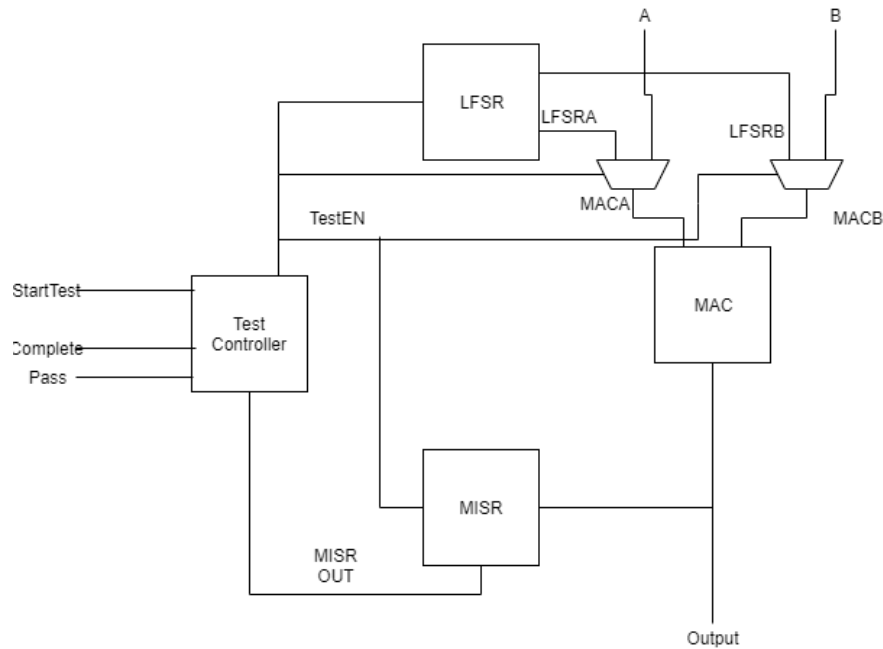 A
B
LFSR
LFSRA
LFSRB
MACA
TestEN
MACB
StartTest
MAC
Test
Controller
Complete
Pass
MISR
MISR
OUT
Output